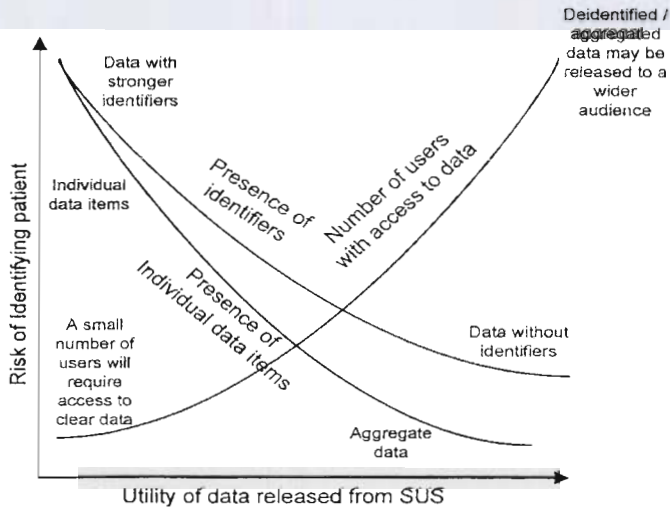 Deidentified /
aggregated
data may be
released to a
wider
audience
Data with
stronger
identifiers
Individual
data items
Presence of
identifiers
Number of users
with access to data
Presence of
Individual data items
A small
number of
users will
require
access to
clear data
Data without
identifiers
Aggregate
data
Risk of Identifying patient
Utility of data released from SUS